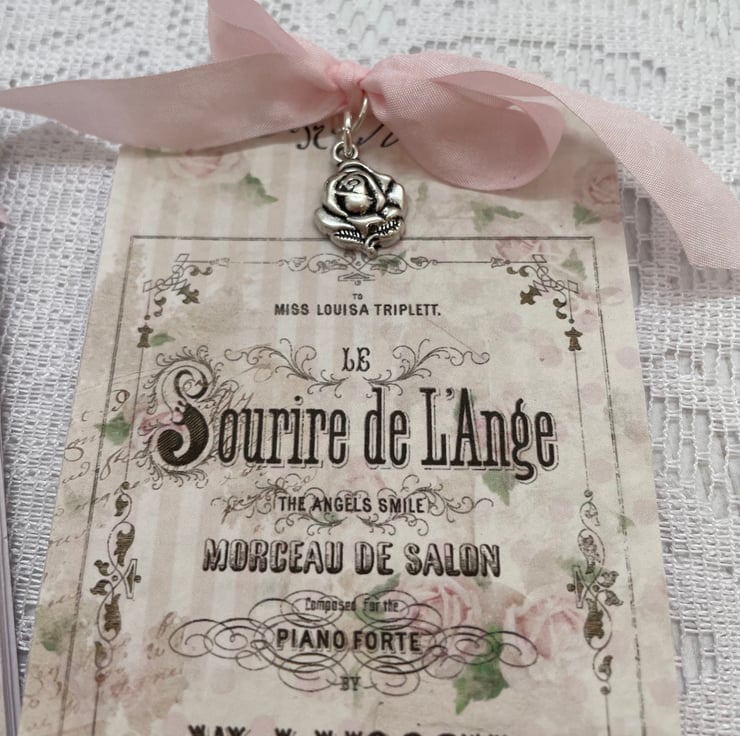 TO
MISS LOUISA TRIPLETT.
LE
Sourire de L'Ange
THE ANGELS SMILE
MORCEAU DE SALON
Composed for the
PIANO FORTE
BY